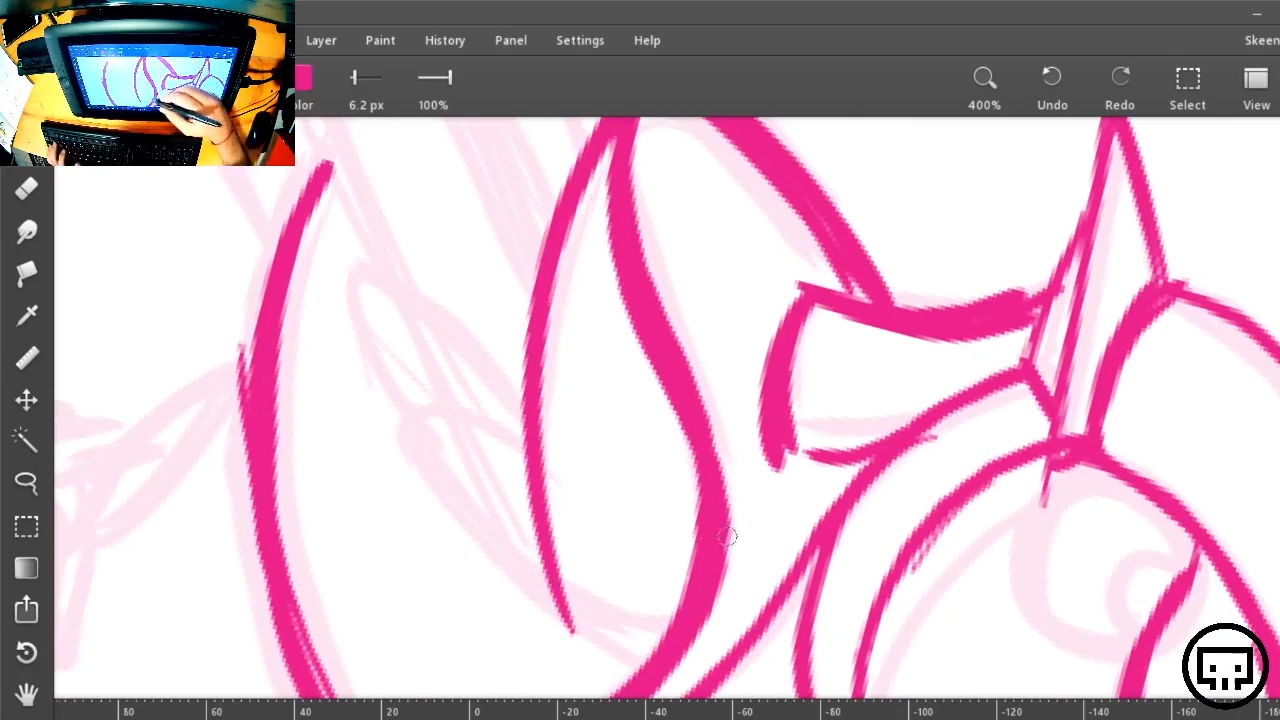 Layer Paint History Panel Settings Help Skeen
olor 6.2 px 100% 400% Undo Redo Select View
80 60 40 20 0 -20 -40 -60 -80 -100 -120 -140 -160